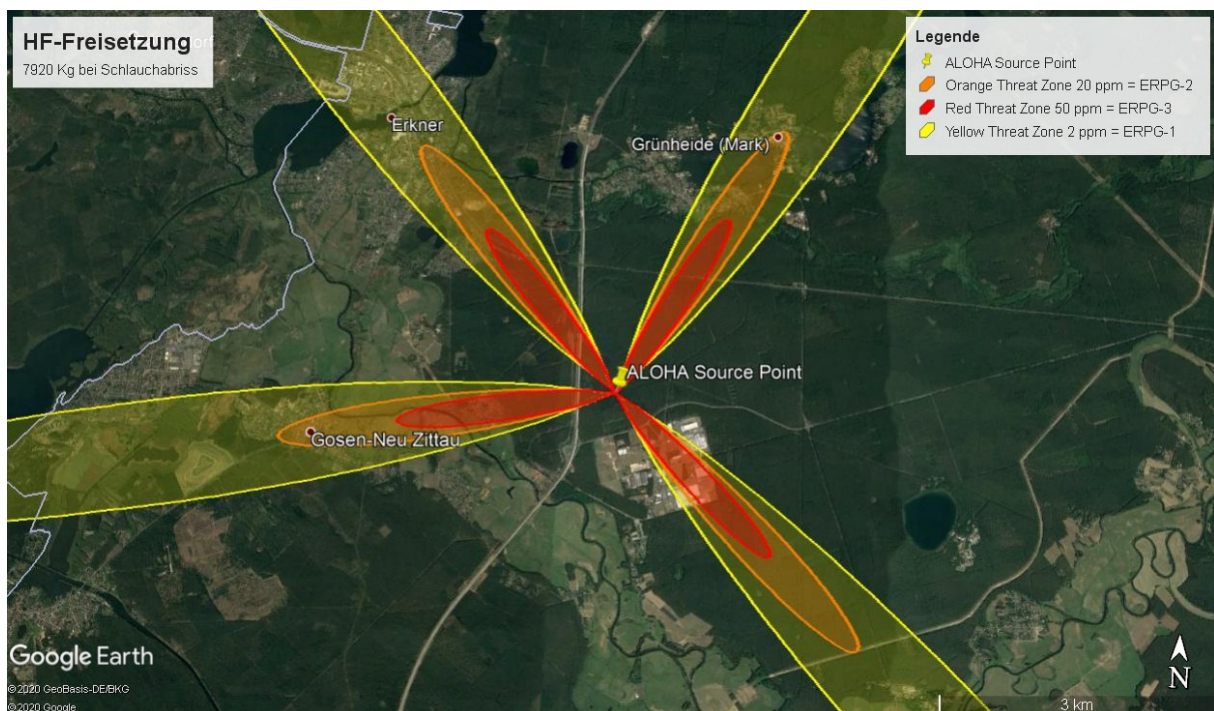 HF-Freisetzung
7920 Kg bei Schlauchabriss
Legende
ALOHA Source Point
Orange Threat Zone 20 ppm = ERPG-2
Red Threat Zone 50 ppm = ERPG-3
Yellow Threat Zone 2 ppm = ERPG-1
Erkner
Grünheide (Mark)
ALOHA Source Point
Gosen-Neu Zittau
Google Earth
©2020 GeoBasis-DE/BKG
©2020 Google
3 km
N